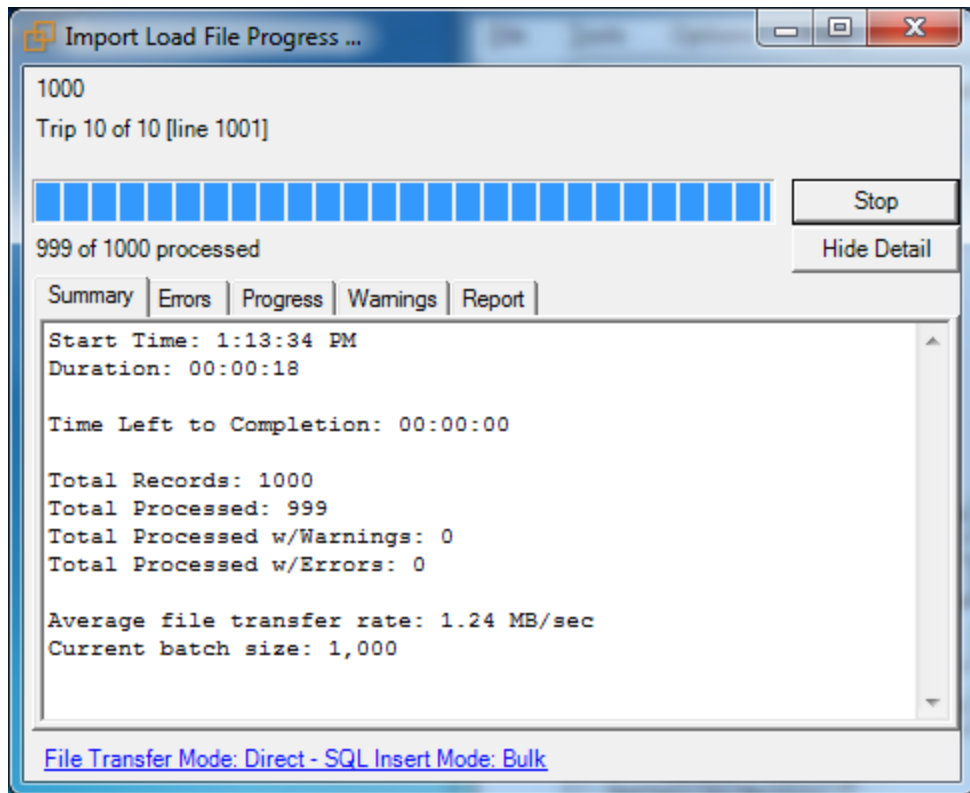 Import Load File Progress ...
1000
Trip 10 of 10 [line 1001]
Stop
999 of 1000 processed
Hide Detail
Summary Errors Progress Warnings Report
Start Time: 1:13:34 PM
Duration: 00:00:18
Time Left to Completion: 00:00:00
Total Records: 1000
Total Processed: 999
Total Processed w/Warnings: 0
Total Processed w/Errors: 0
Average file transfer rate: 1.24 MB/sec
Current batch size: 1,000
File Transfer Mode: Direct - SQL Insert Mode: Bulk